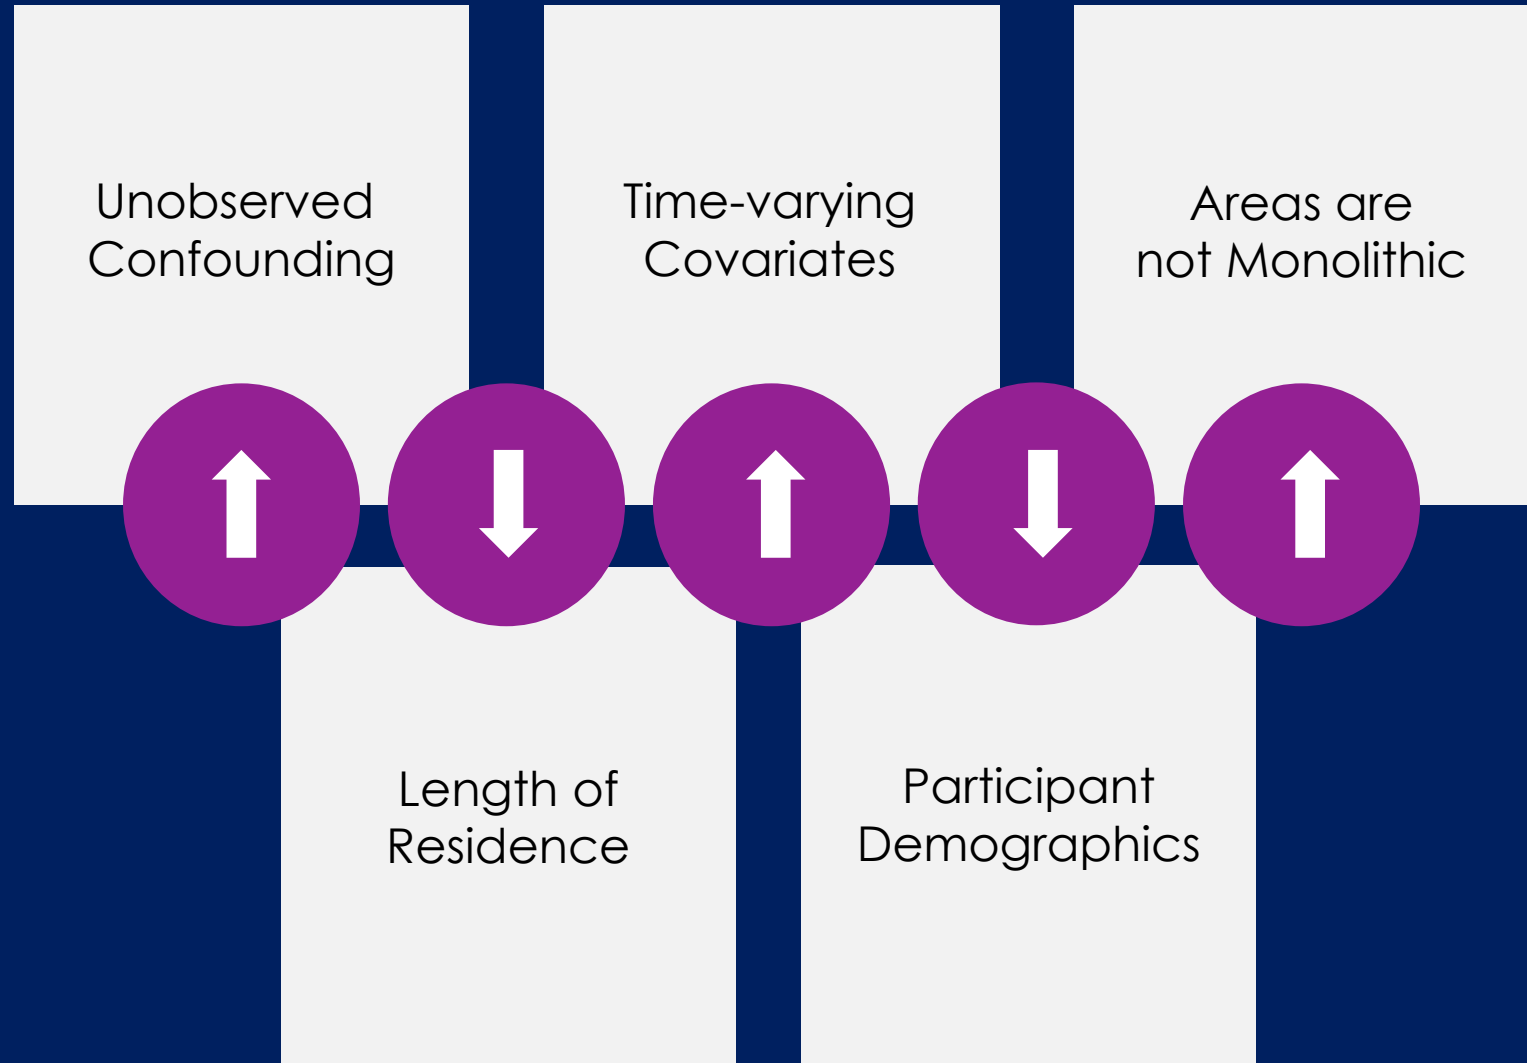 Unobserved
Confounding
Time-varying
Covariates
Areas are
not Monolithic
Length of
Residence
Participant
Demographics